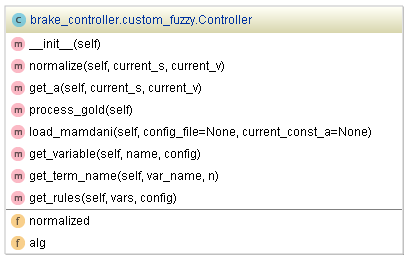 C brake_controller.custom_fuzzy.Controller
m __init__(self)
m normalize(self, current_s, current_v)
m get_a(self, current_s, current_v)
m process_gold(self)
m load_mamdani(self, config_file=None, current_const_a=None)
m get_variable(self, name, config)
m get_term_name(self, var_name, n)
m get_rules(self, vars, config)
f normalized
f alg